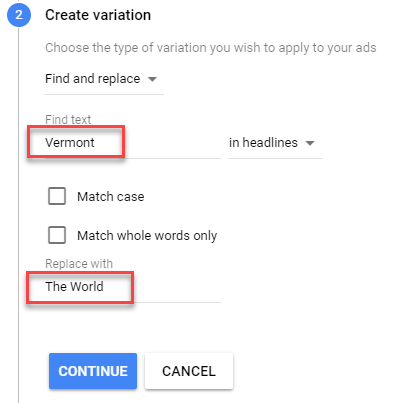 2 Create variation
Choose the type of variation you wish to apply to your ads
Find and replace
Find text
Vermont in headlines
Match case
Match whole words only
Replace with
The World
CONTINUE CANCEL